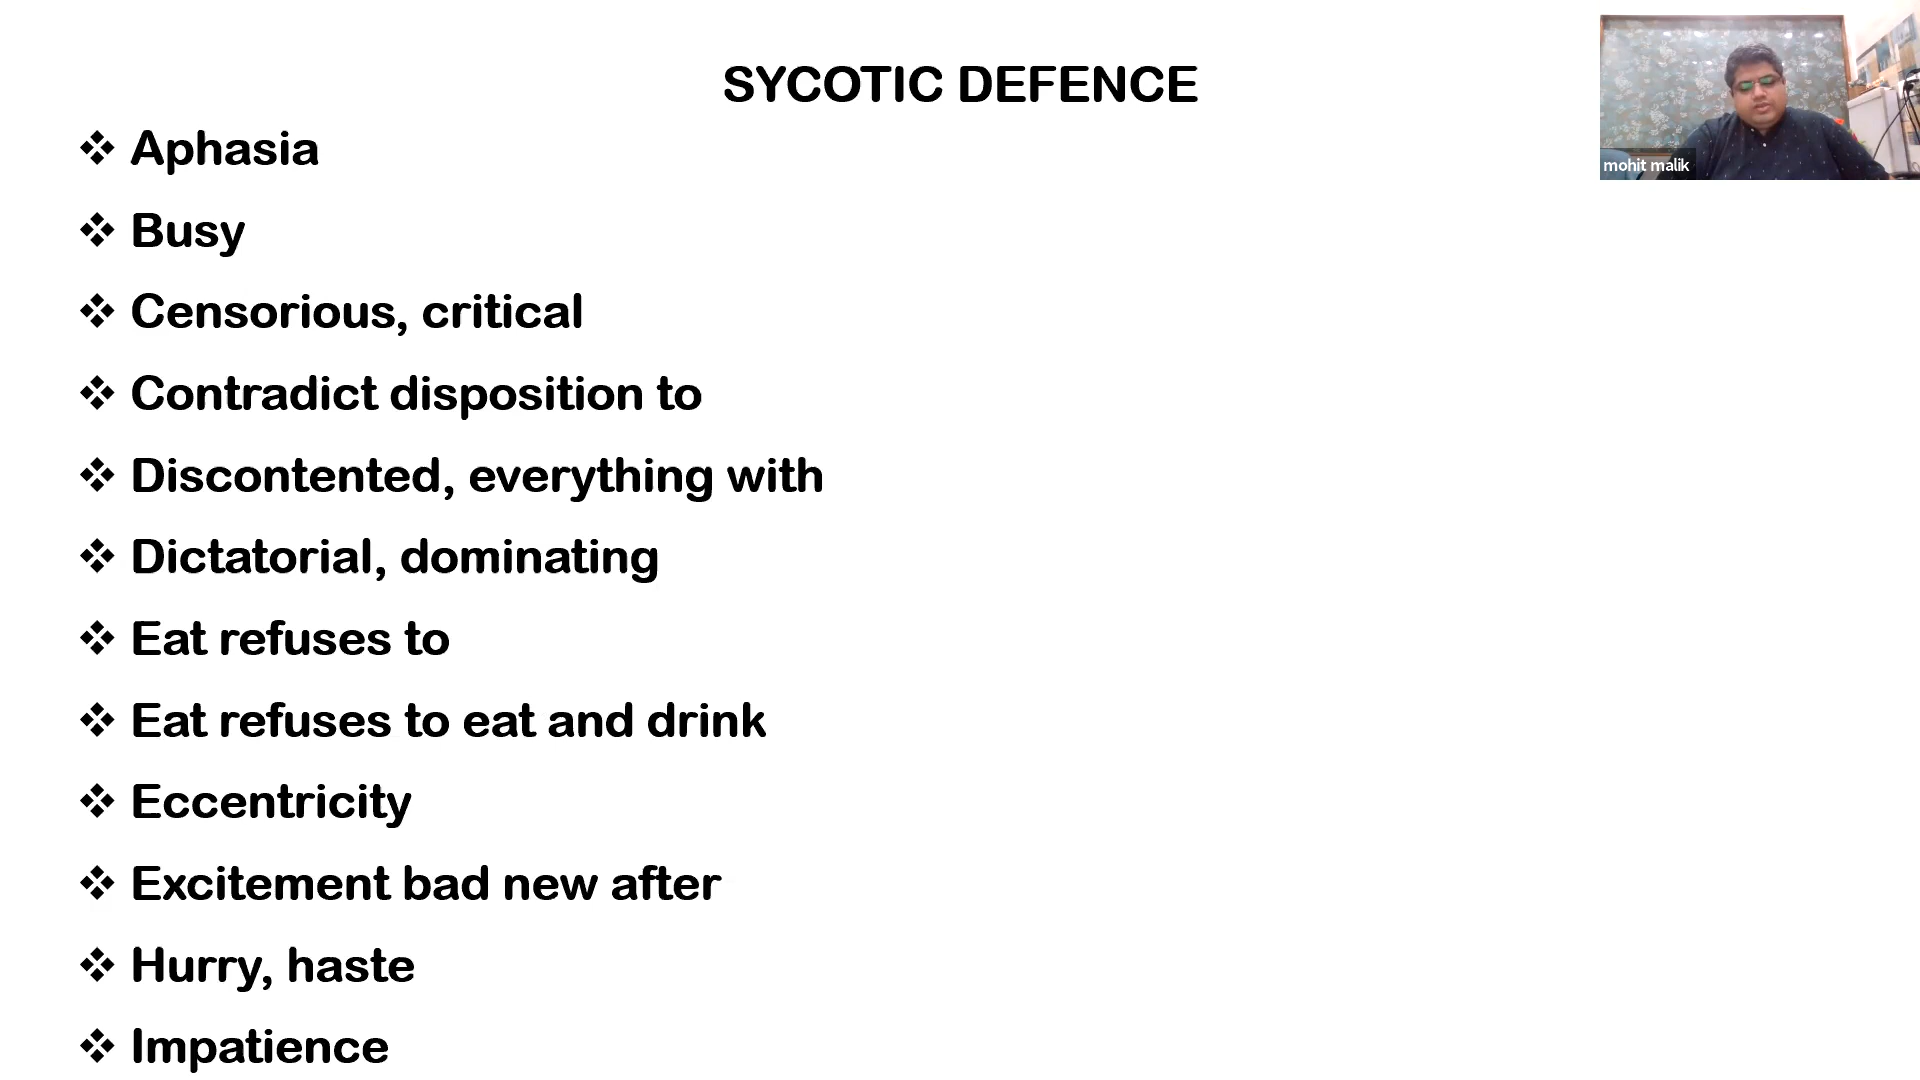 SYCOTIC DEFENCE
Aphasia
Busy
Censorious, critical
Contradict disposition to
Discontented, everything with
Dictatorial, dominating
Eat refuses to
Eat refuses to eat and drink
Eccentricity
Excitement bad new after
Hurry, haste
Impatience
mohit malik